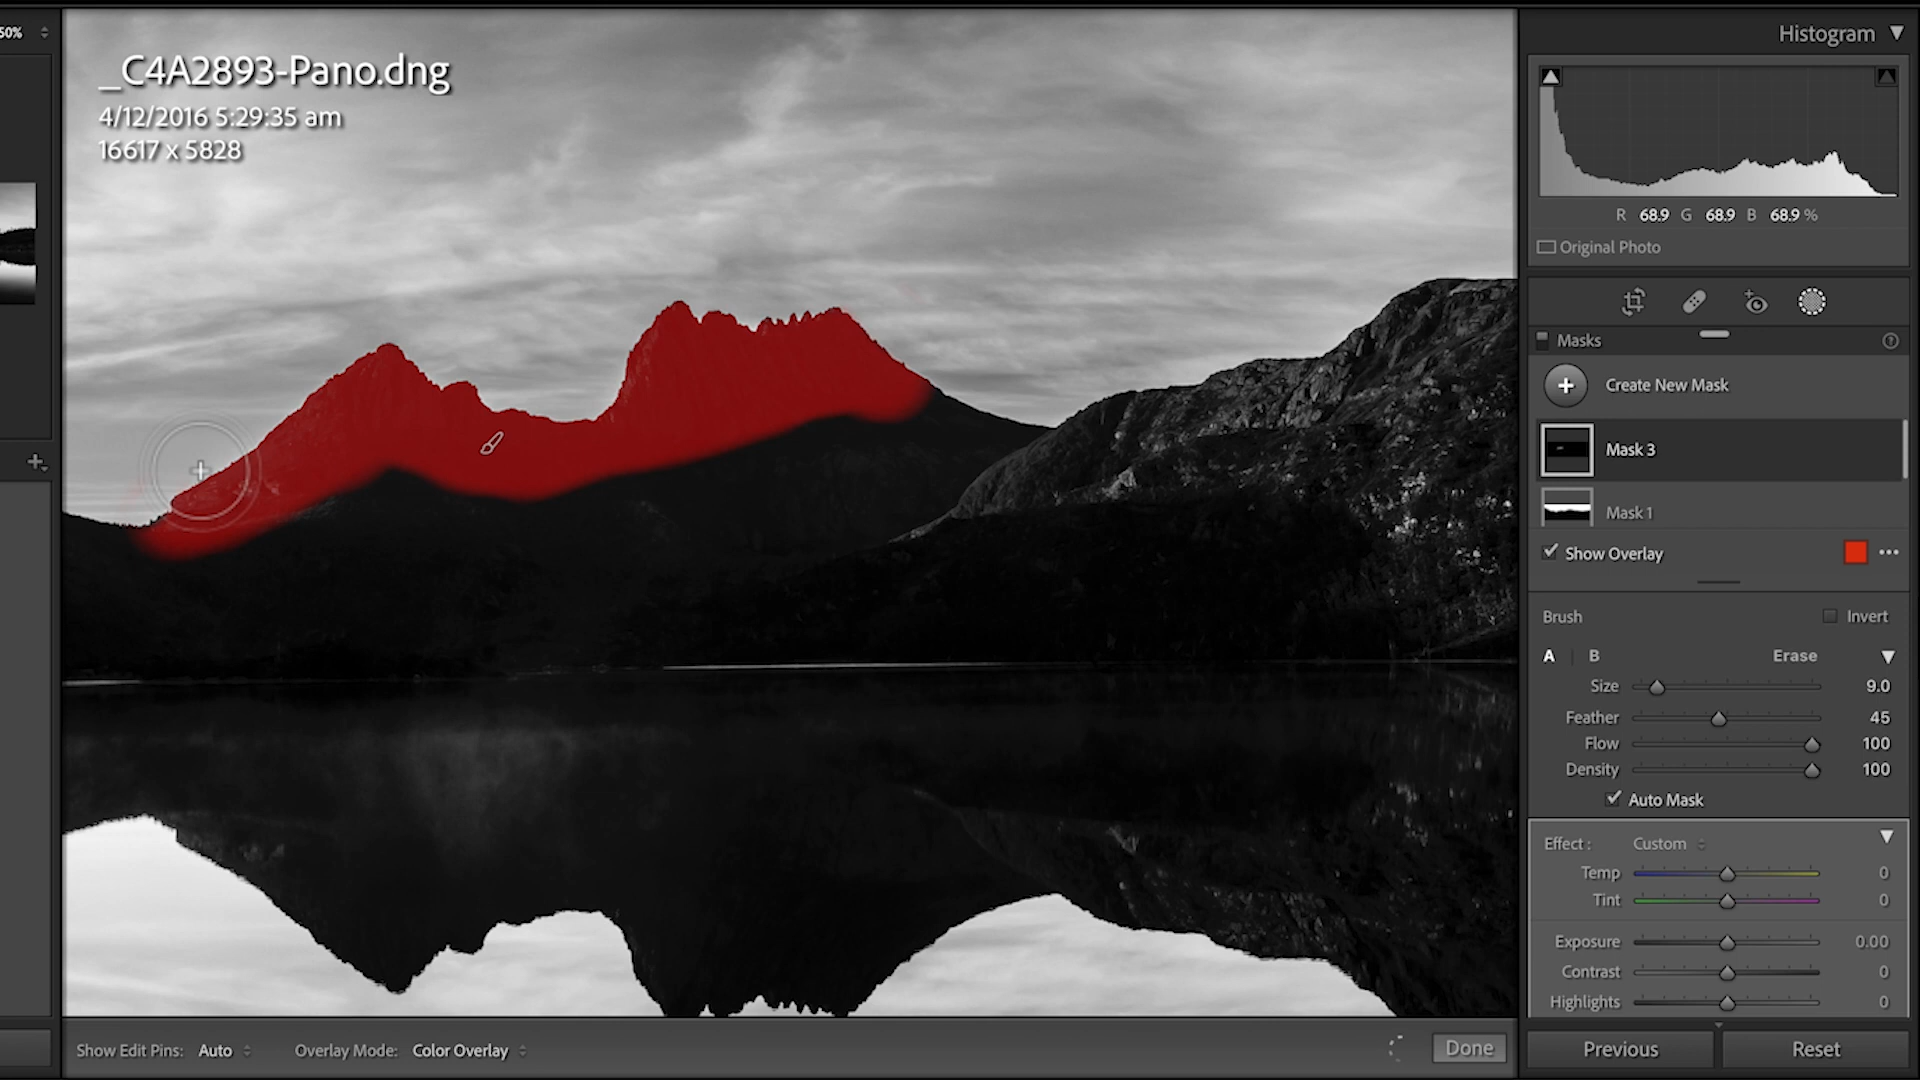 50%
_C4A2893-Pano.dng
4/12/2016 5:29:35 am
16617 x 5828
Histogram
R 68.9 G 68.9 B 68.9 %
Original Photo
Masks
Create New Mask
Mask 3
Mask 1
Show Overlay
Brush Invert
A B Erase
Size 9.0
Feather 45
Flow 100
Density 100
Auto Mask
Effect : Custom
Temp 0
Tint 0
Exposure 0.00
Contrast 0
Highlights 0
Show Edit Pins: Auto Overlay Mode: Color Overlay Done Previous Reset